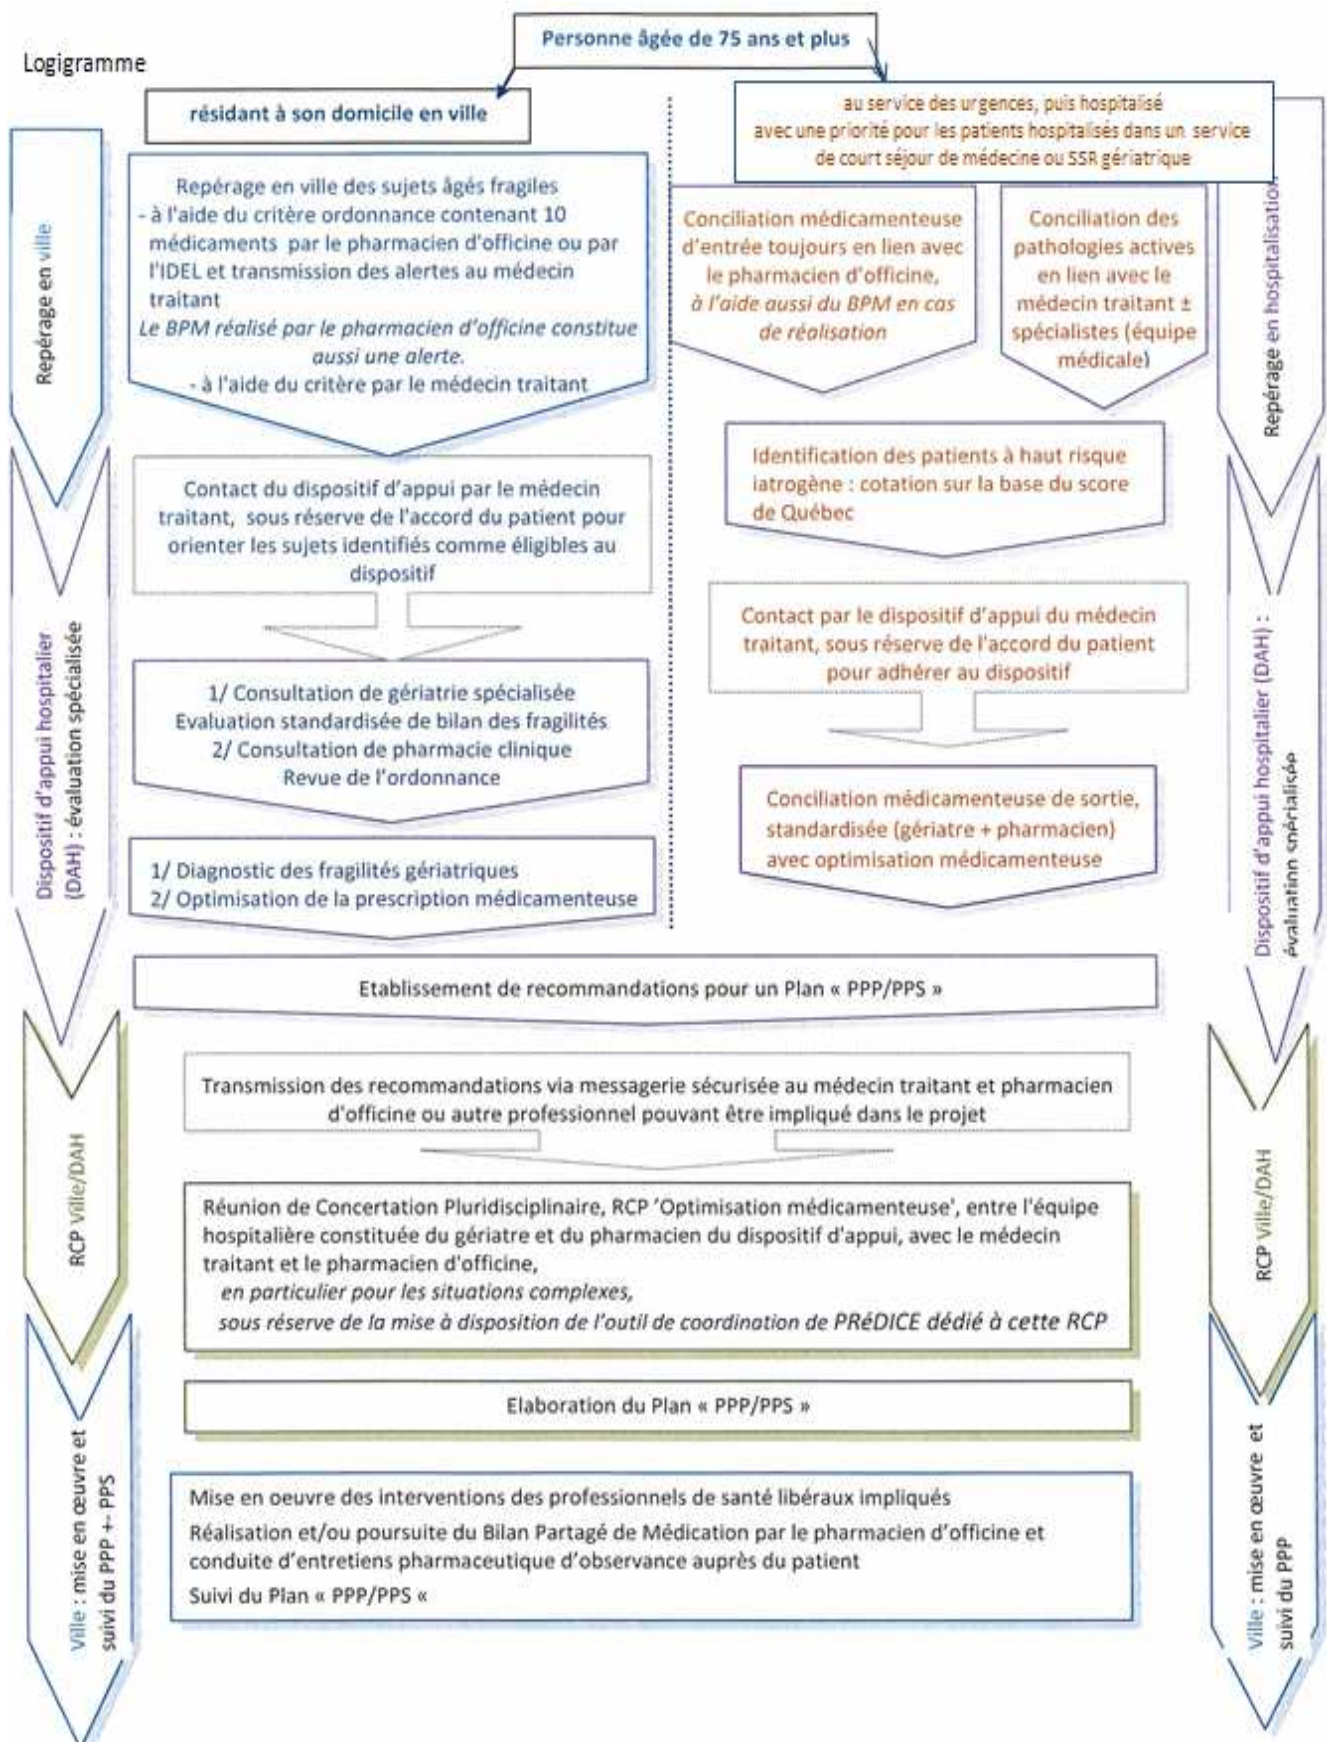 Logigramme
Personne âgée de 75 ans et plus
résidant à son domicile en ville
au service des urgences, puis hospitalisé
avec une priorité pour les patients hospitalisés dans un service
de court séjour de médecine ou SSR gériatrique
Repérage en ville
Repérage en ville des sujets âgés fragiles
- à l'aide du critère ordonnance contenant 10
médicaments par le pharmacien d'officine ou par
l'IDEL et transmission des alertes au médecin
traitant
Le BPM réalisé par le pharmacien d'officine constitue
aussi une alerte.
- à l'aide du critère par le médecin traitant
Conciliation médicamenteuse
d'entrée toujours en lien avec
le pharmacien d'officine,
à l'aide aussi du BPM en cas
de réalisation
Conciliation des
pathologies actives
en lien avec le
médecin traitant ±
spécialistes (équipe
médicale)
Repérage en hospitalisation
Identification des patients à haut risque
iatrogène : cotation sur la base du score
de Québec
Contact du dispositif d'appui par le médecin
traitant, sous réserve de l'accord du patient pour
orienter les sujets identifiés comme éligibles au
dispositif
Contact par le dispositif d'appui du médecin
traitant, sous réserve de l'accord du patient
pour adhérer au dispositif
Dispositif d'appui hospitalier
(DAH) : évaluation spécialisée
1/ Consultation de gériatrie spécialisée
Evaluation standardisée de bilan des fragilités
2/ Consultation de pharmacie clinique
Revue de l'ordonnance
Conciliation médicamenteuse de sortie,
standardisée (gériatre + pharmacien)
avec optimisation médicamenteuse
Dispositif d'appui hospitalier (DAH) :
évaluation spécialisée
1/ Diagnostic des fragilités gériatriques
2/ Optimisation de la prescription médicamenteuse
Etablissement de recommandations pour un Plan « PPP/PPS »
Transmission des recommandations via messagerie sécurisée au médecin traitant et pharmacien
d'officine ou autre professionnel pouvant être impliqué dans le projet
RCP Ville/DAH
Réunion de Concertation Pluridisciplinaire, RCP 'Optimisation médicamenteuse', entre l'équipe
hospitalière constituée du gériatre et du pharmacien du dispositif d'appui, avec le médecin
traitant et le pharmacien d'officine,
en particulier pour les situations complexes,
sous réserve de la mise à disposition de l'outil de coordination de PRéDICE dédié à cette RCP
RCP Ville/DAH
Elaboration du Plan « PPP/PPS »
Ville : mise en œuvre et
suivi du PPP +- PPS
Mise en oeuvre des interventions des professionnels de santé libéraux impliqués
Réalisation et/ou poursuite du Bilan Partagé de Médication par le pharmacien d'officine et
conduite d'entretiens pharmaceutique d'observance auprès du patient
Suivi du Plan « PPP/PPS «
Ville : mise en œuvre et
suivi du PPP